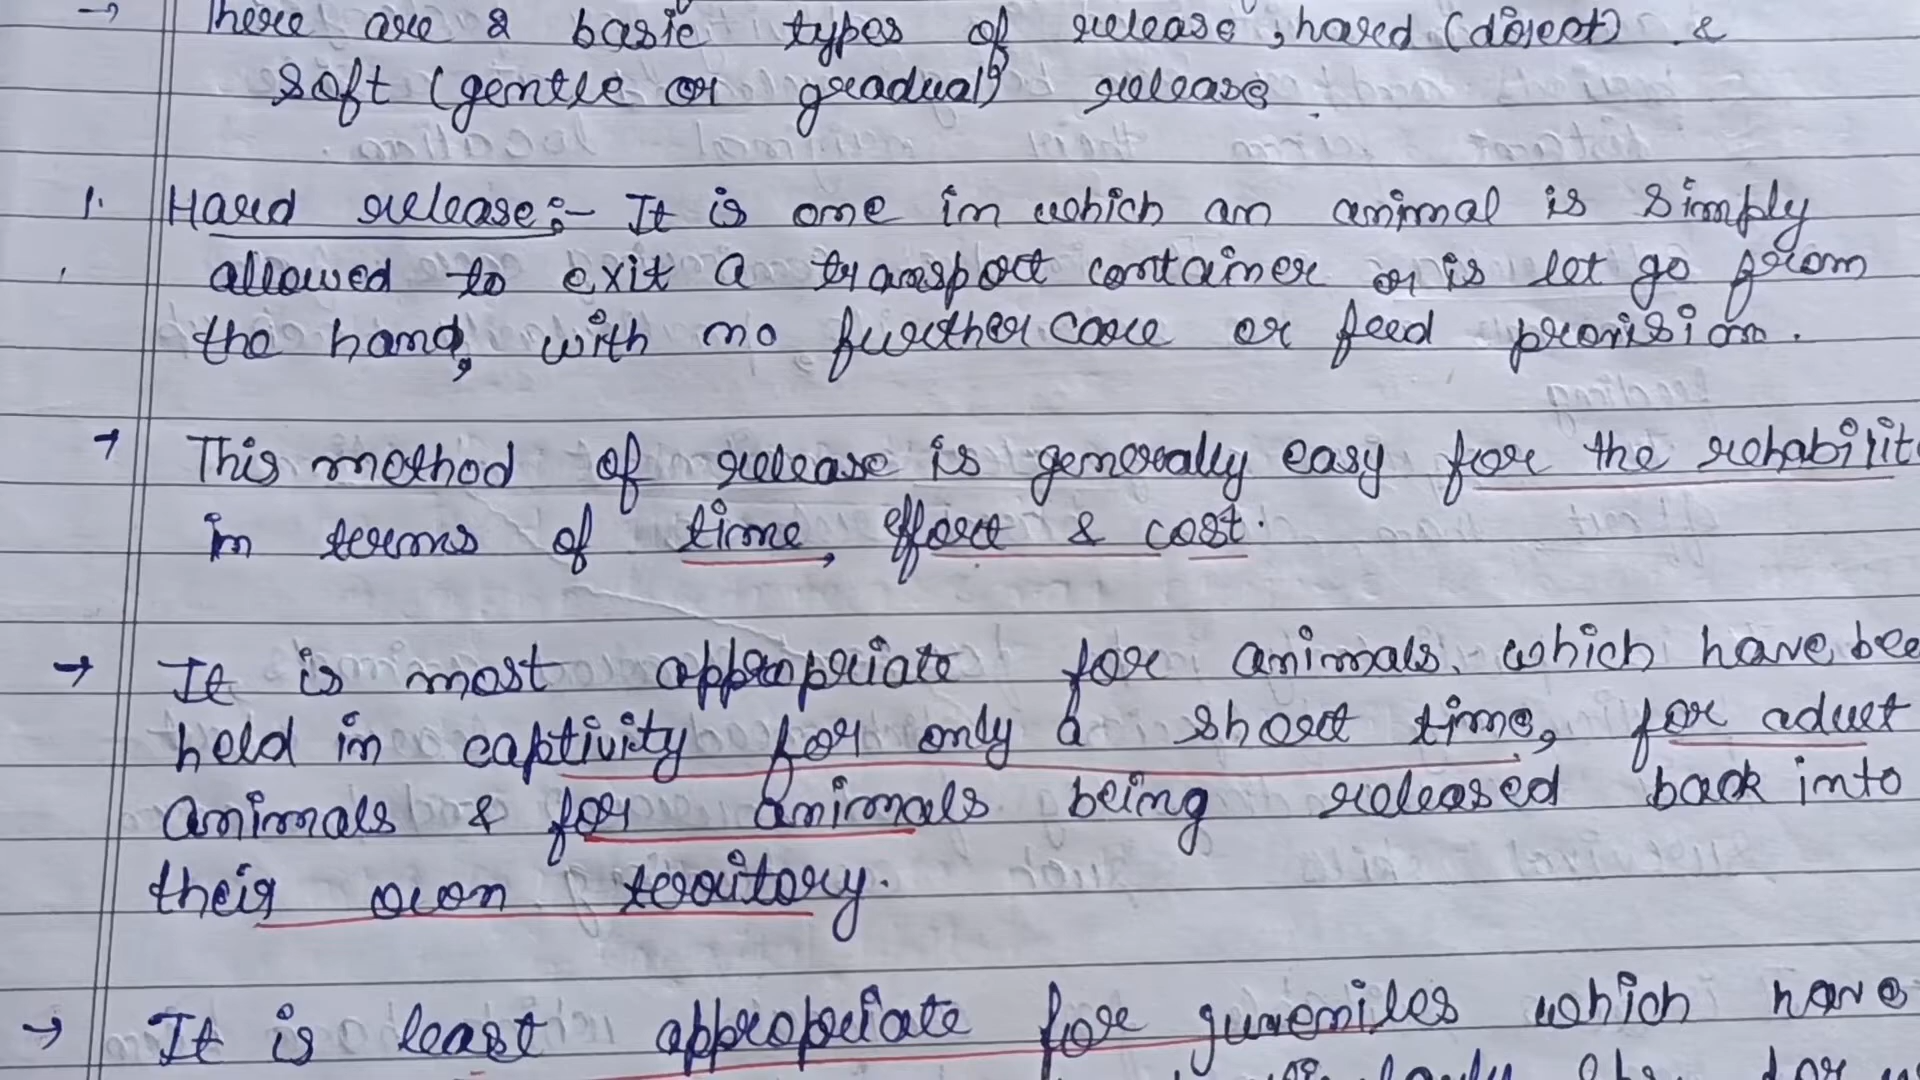 → There are 2 basic types of release, hard (direct) &
soft (gentle or gradual) release
1. Hard release:- It is one in which an animal is simply
allowed to exit a transport container or is let go from
the hand, with no further care or feed provision.
→ This method of release is generally easy for the rehabilit
in terms of time, effort & cost.
→ It is most appropriate for animals which have bee
held in captivity for only a short time, for adult
animals & for animals being released back into
their own territory.
→ It is least appropriate for juveniles which have